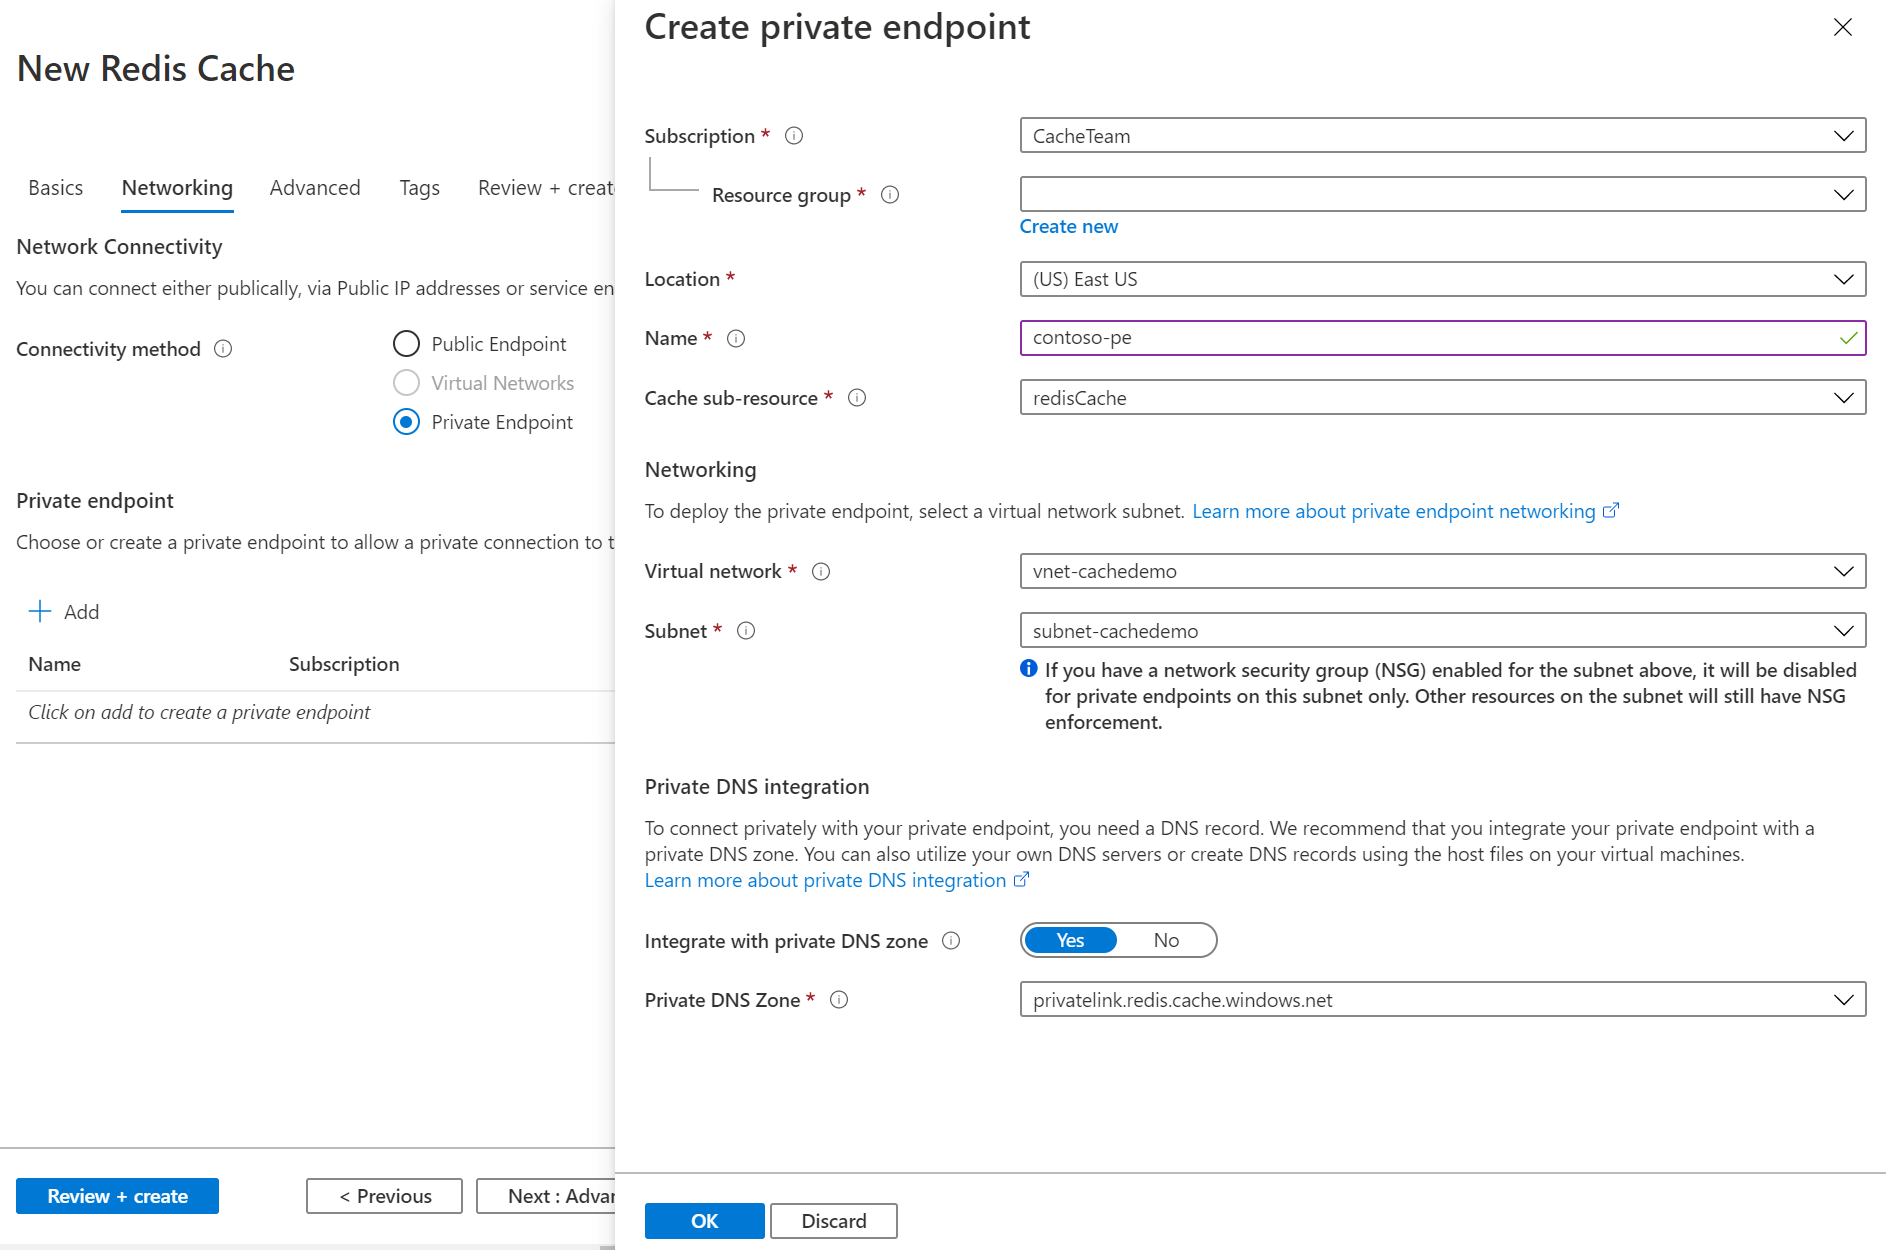 New Redis Cache
Basics
Networking
Advanced
Tags
Review + creat
Network Connectivity
You can connect either publically, via Public IP addresses or service en
Connectivity method
Public Endpoint
Virtual Networks
Private Endpoint
Private endpoint
Choose or create a private endpoint to allow a private connection to t
Add
Name
Subscription
Click on add to create a private endpoint
Review + create
< Previous
Next : Advan
Create private endpoint
Subscription *
CacheTeam
Resource group *
Create new
Location *
(US) East US
Name *
contoso-pe
Cache sub-resource *
redisCache
Networking
To deploy the private endpoint, select a virtual network subnet. Learn more about private endpoint networking
Virtual network *
vnet-cachedemo
Subnet *
subnet-cachedemo
If you have a network security group (NSG) enabled for the subnet above, it will be disabled
for private endpoints on this subnet only. Other resources on the subnet will still have NSG
enforcement.
Private DNS integration
To connect privately with your private endpoint, you need a DNS record. We recommend that you integrate your private endpoint with a
private DNS zone. You can also utilize your own DNS servers or create DNS records using the host files on your virtual machines.
Learn more about private DNS integration
Integrate with private DNS zone
Yes
No
Private DNS Zone *
privatelink.redis.cache.windows.net
OK
Discard